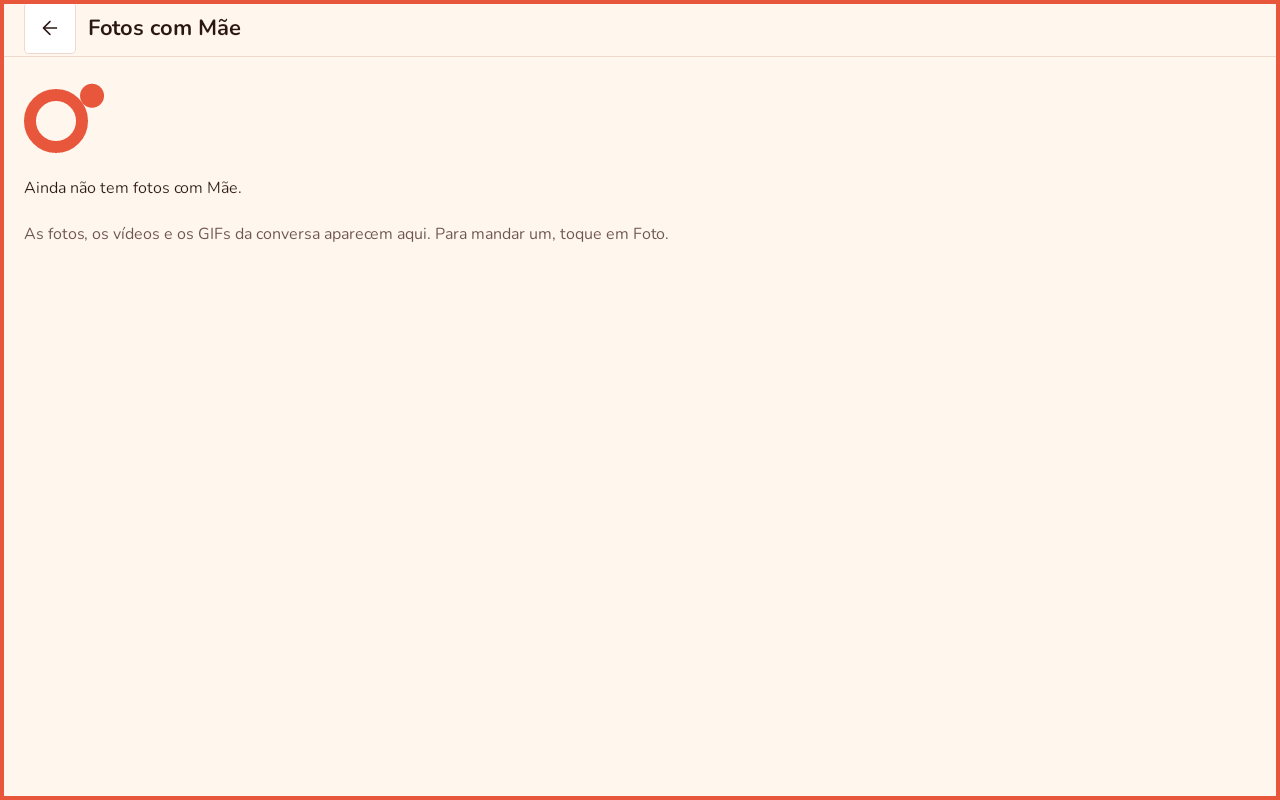 Fotos com Mãe
Ainda não tem fotos com Mãe.
As fotos, os vídeos e os GIFs da conversa aparecem aqui. Para mandar um, toque em Foto.